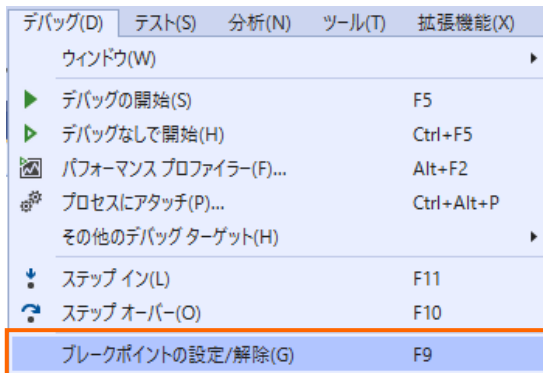 デバッグ(D) テスト(S) 分析(N) ツール(T) 拡張機能(X)
ウィンドウ(W)
デバッグの開始(S) F5
デバッグなしで開始(H) Ctrl+F5
パフォーマンス プロファイラー(F)... Alt+F2
プロセスにアタッチ(P)... Ctrl+Alt+P
その他のデバッグ ターゲット(H)
ステップ イン(L) F11
ステップ オーバー(O) F10
ブレークポイントの設定/解除(G) F9